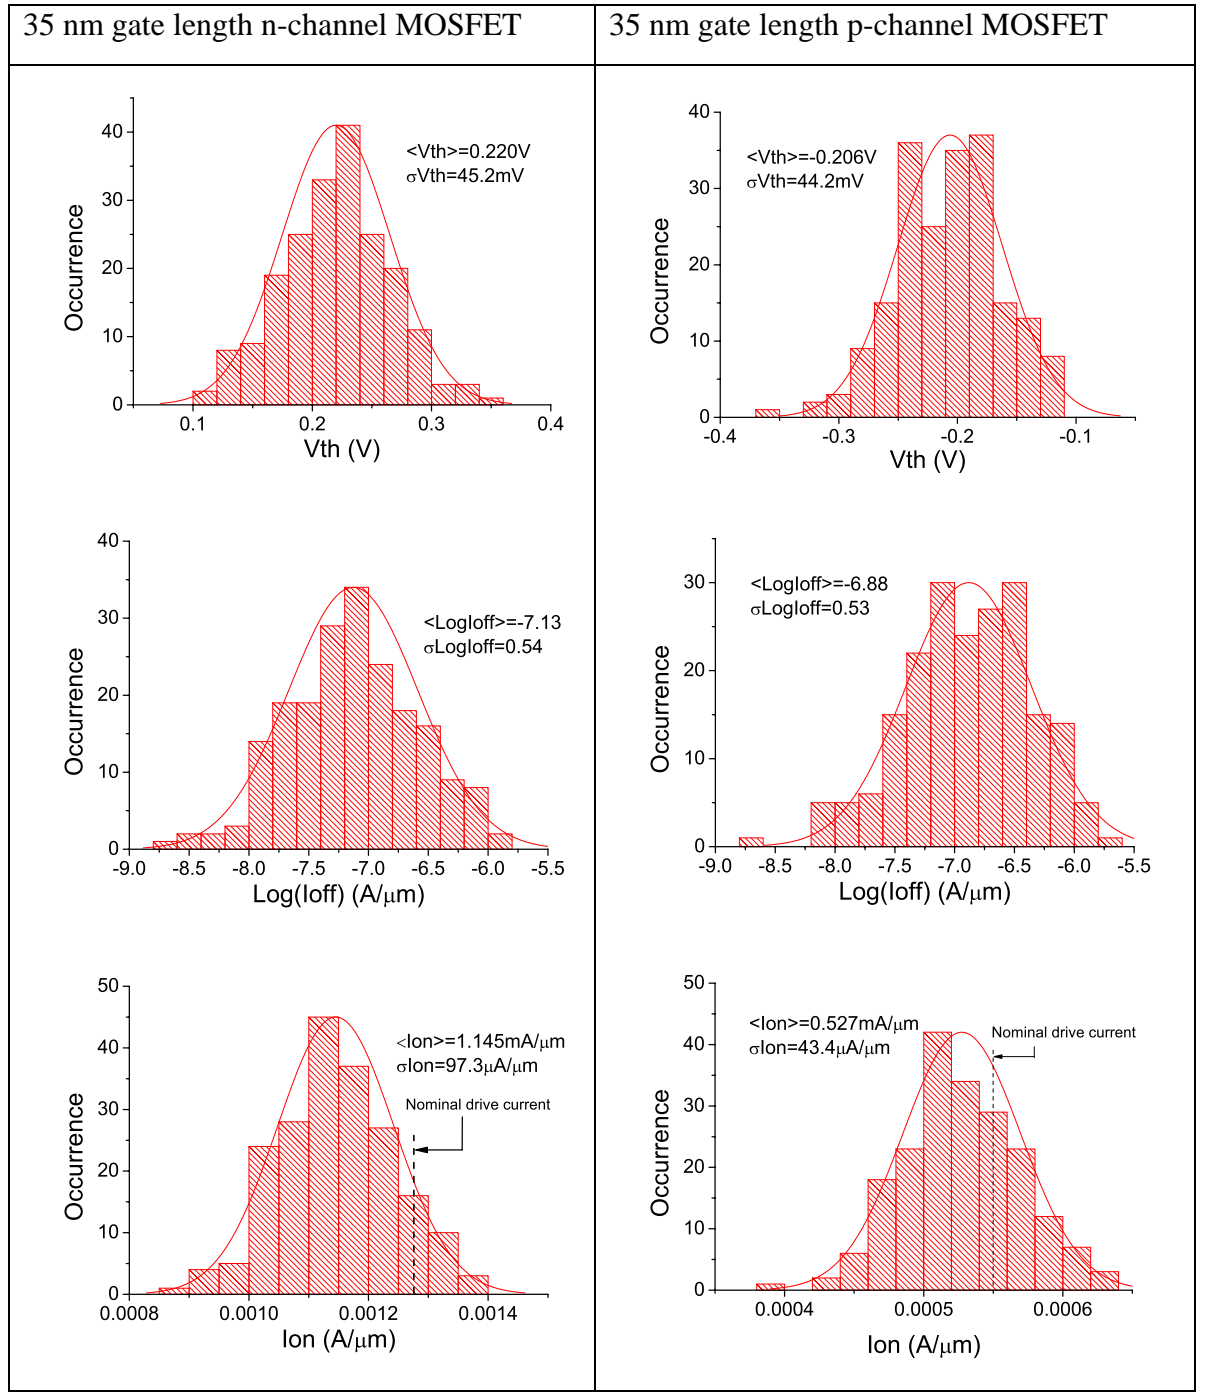 35 nm gate length n-channel MOSFET
35 nm gate length p-channel MOSFET
40
30
20
10
0
Occurrence
<Vth>=0.220V
σVth=45.2mV
0.1 0.2 0.3 0.4
Vth (V)
40
30
20
10
0
Occurrence
<Vth>=-0.206V
σVth=44.2mV
-0.4 -0.3 -0.2 -0.1
Vth (V)
40
30
20
10
0
Occurrence
<LogIoff>=-7.13
σLogIoff=0.54
-9.0 -8.5 -8.0 -7.5 -7.0 -6.5 -6.0 -5.5
Log(Ioff) (A/μm)
30
20
10
0
Occurrence
<LogIoff>=-6.88
σLogIoff=0.53
-9.0 -8.5 -8.0 -7.5 -7.0 -6.5 -6.0 -5.5
Log(Ioff) (A/μm)
50
40
30
20
10
0
Occurrence
<Ion>=1.145mA/μm
σIon=97.3μA/μm
Nominal drive current
0.0008 0.0010 0.0012 0.0014
Ion (A/μm)
50
40
30
20
10
0
Occurrence
<Ion>=0.527mA/μm
σIon=43.4μA/μm
Nominal drive current
0.0004 0.0005 0.0006
Ion (A/μm)